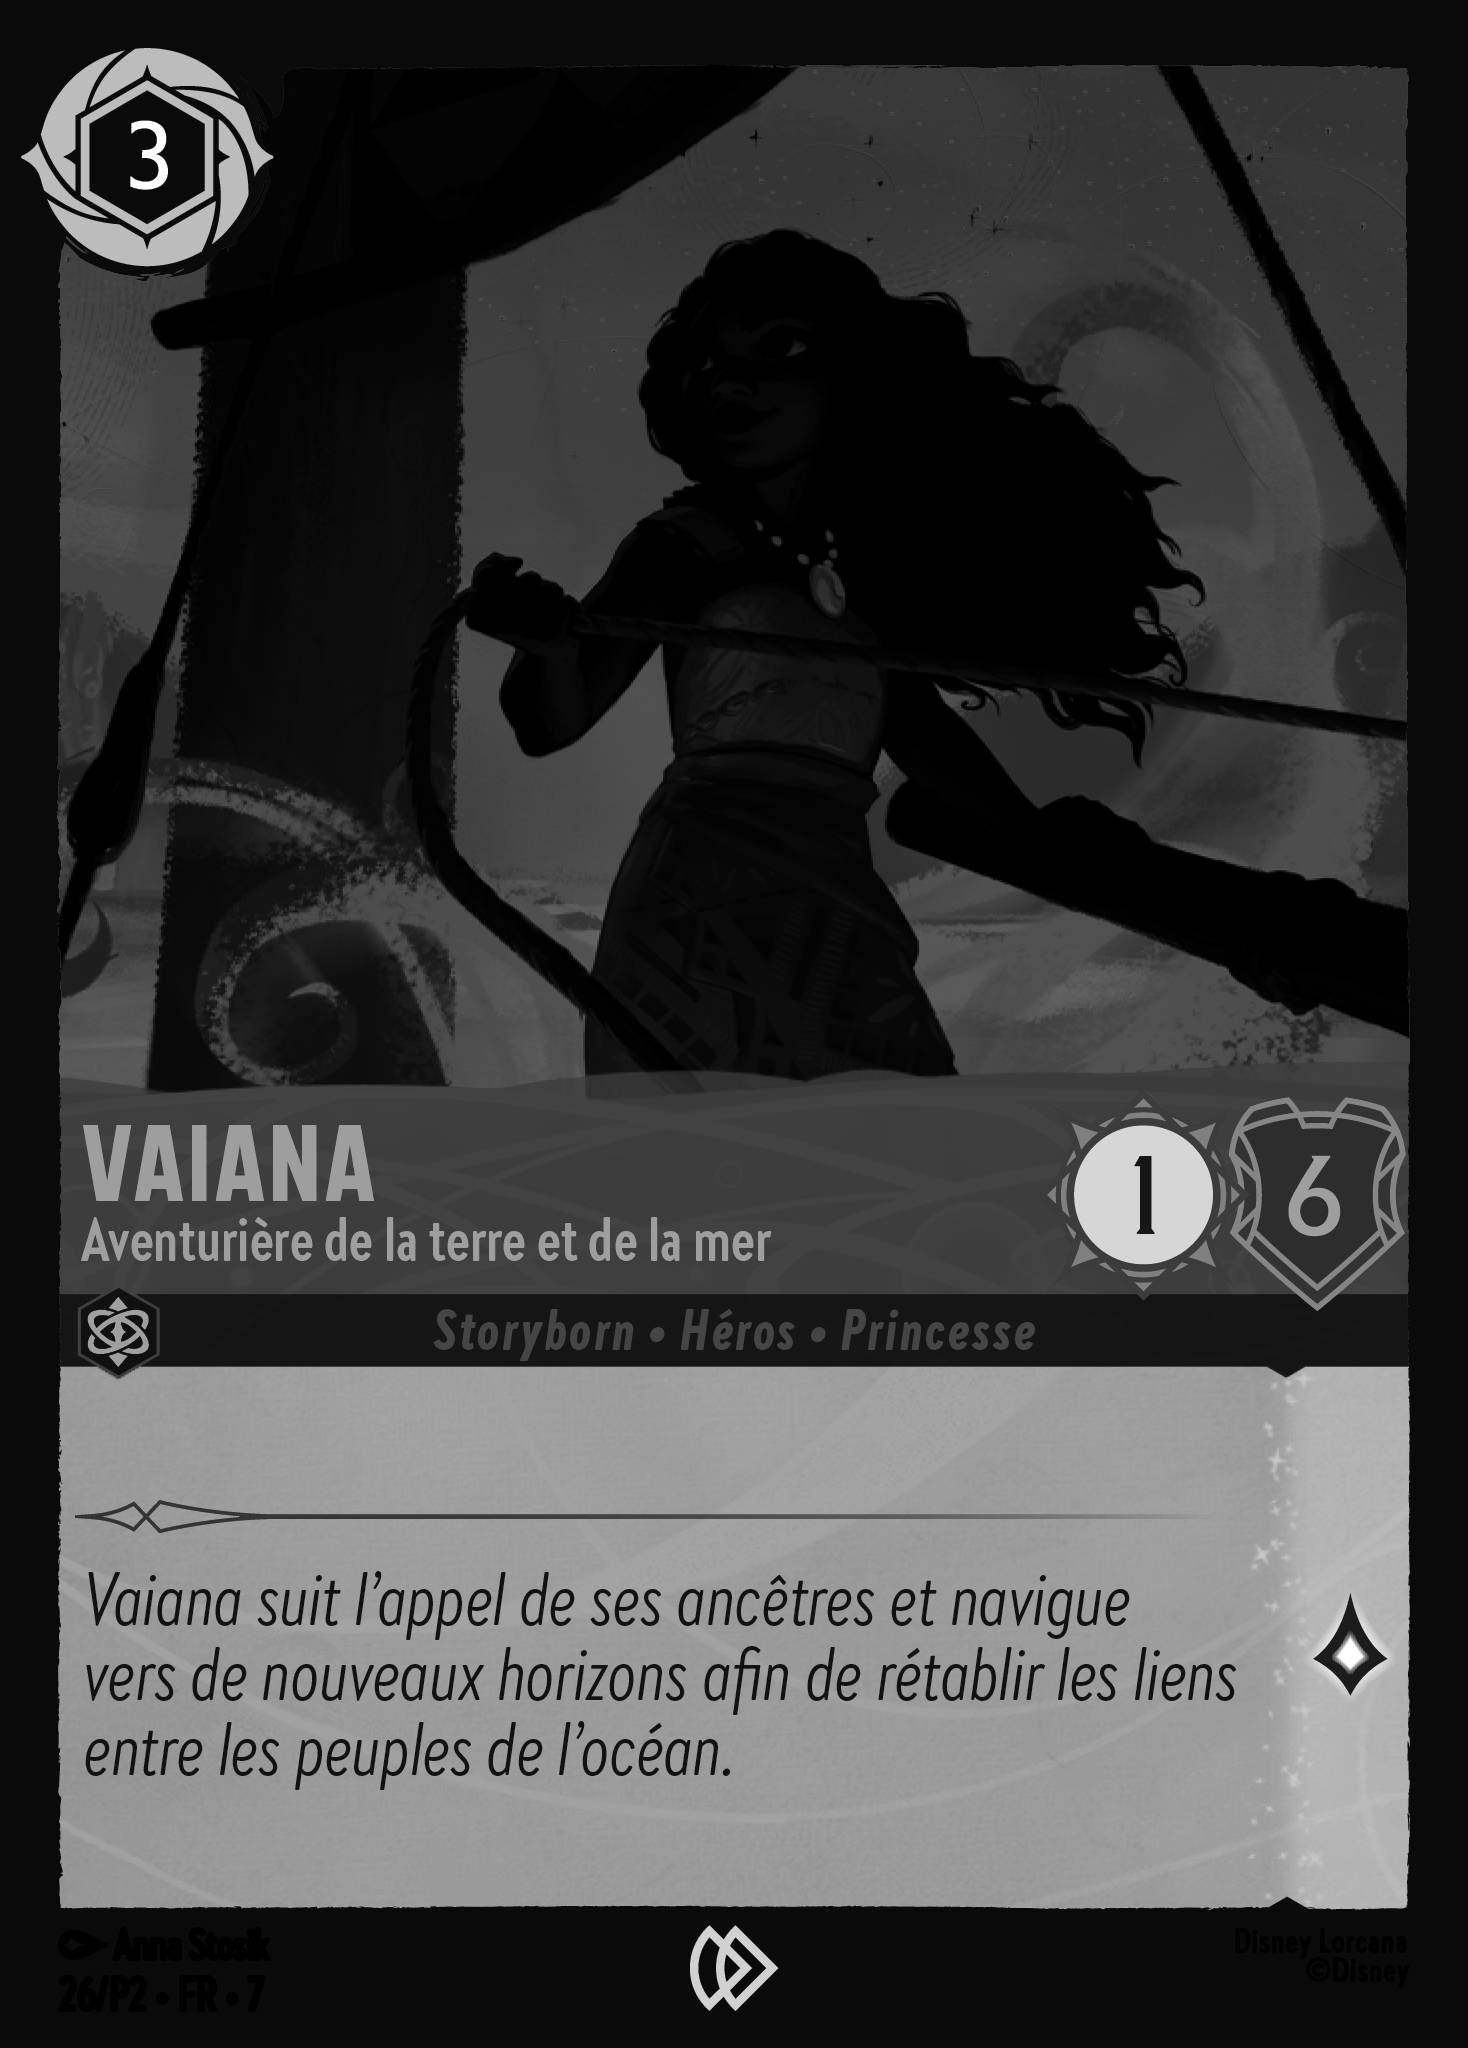 3
VAIANA
Aventurière de la terre et de la mer
1
6
Storyborn • Héros • Princesse
Vaiana suit l’appel de ses ancêtres et navigue
vers de nouveaux horizons afin de rétablir les liens
entre les peuples de l’océan.
Anna Stosik
26/P2 • FR • 7
Disney Lorcana
©Disney